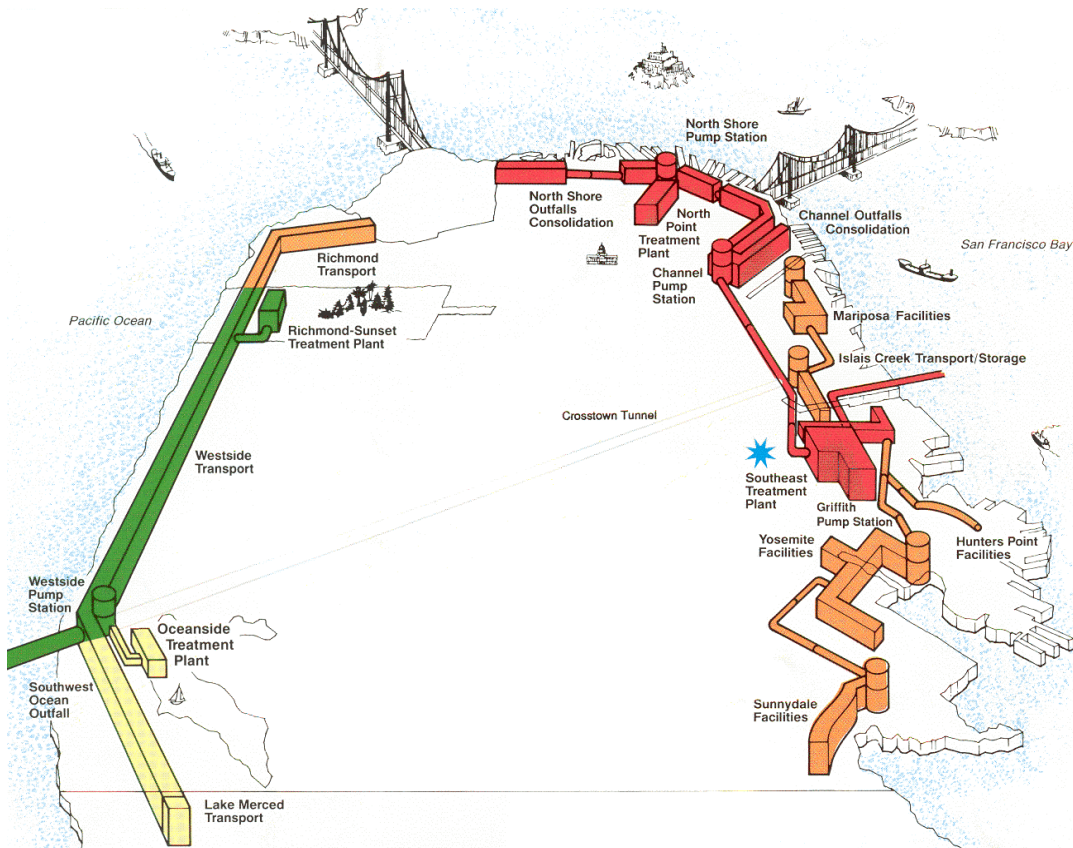 North Shore
Pump Station
North Shore
Outfalls
Consolidation
North
Point
Treatment
Plant
Channel Outfalls
Consolidation
San Francisco Bay
Channel
Pump
Station
Richmond
Transport
Pacific Ocean
Richmond-Sunset
Treatment Plant
Mariposa Facilities
Islais Creek Transport/Storage
Crosstown Tunnel
Westside
Transport
Southeast
Treatment
Plant
Griffith
Pump Station
Yosemite
Facilities
Hunters Point
Facilities
Westside
Pump
Station
Oceanside
Treatment
Plant
Southwest
Ocean
Outfall
Sunnydale
Facilities
Lake Merced
Transport